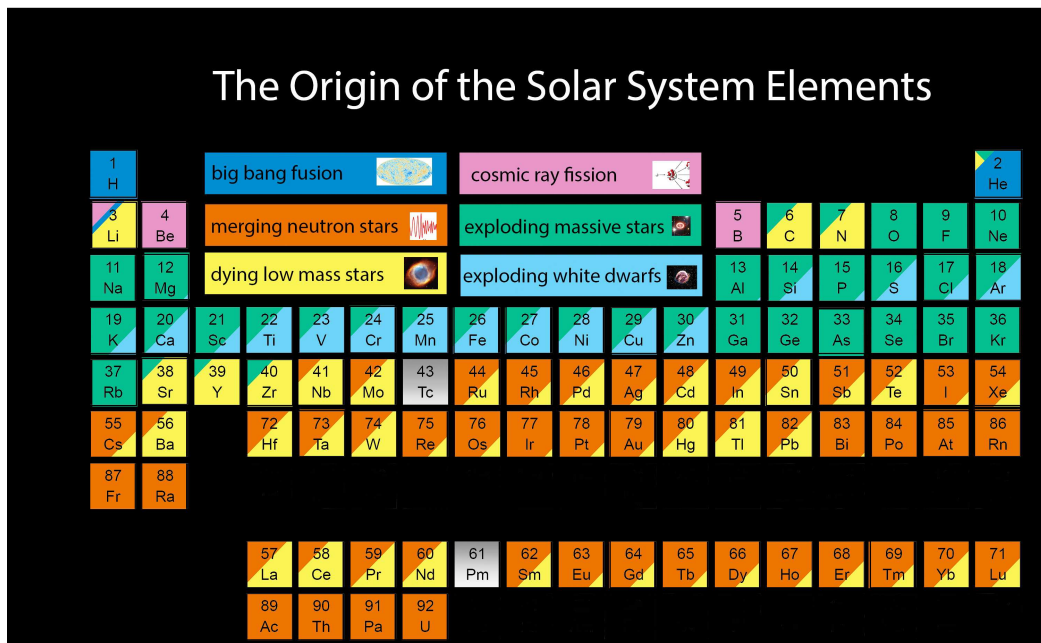 The Origin of the Solar System Elements
1 big bang fusion cosmic ray fission 2
H He
3 4 merging neutron stars exploding massive stars 5 6 7 8 9 10
Li Be B C N O F Ne
11 12 dying low mass stars exploding white dwarfs 13 14 15 16 17 18
Na Mg Al Si P S Cl Ar
19 20 21 22 23 24 25 26 27 28 29 30 31 32 33 34 35 36
K Ca Sc Ti V Cr Mn Fe Co Ni Cu Zn Ga Ge As Se Br Kr
37 38 39 40 41 42 43 44 45 46 47 48 49 50 51 52 53 54
Rb Sr Y Zr Nb Mo Tc Ru Rh Pd Ag Cd In Sn Sb Te I Xe
55 56 72 73 74 75 76 77 78 79 80 81 82 83 84 85 86
Cs Ba Hf Ta W Re Os Ir Pt Au Hg Tl Pb Bi Po At Rn
87 88
Fr Ra
57 58 59 60 61 62 63 64 65 66 67 68 69 70 71
La Ce Pr Nd Pm Sm Eu Gd Tb Dy Ho Er Tm Yb Lu
89 90 91 92
Ac Th Pa U